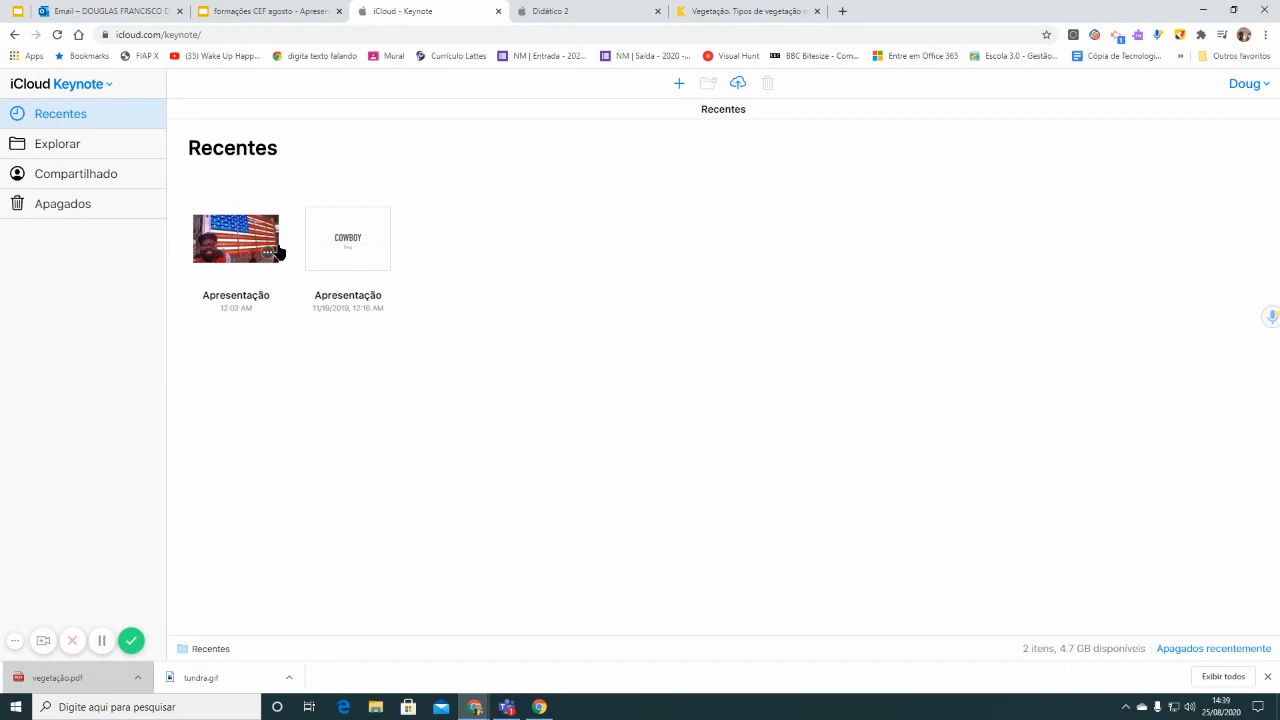 Email – DOUGLAS FRANCISCO D
formações CEF agosto - Apresen
iCloud - Keynote
Didático 2
Vegetação. Tipos de vegetação n
icloud.com/keynote/
Apps
Bookmarks
FIAP X
(35) Wake Up Happ...
digita texto falando
Mural
Currículo Lattes
NM | Entrada - 202...
NM | Saída - 2020 -...
Visual Hunt
BBC Bitesize - Com...
Entre em Office 365
Escola 3.0 - Gestão...
Cópia de Tecnologi...
»
Outros favoritos
iCloud Keynote
Doug
Recentes
Recentes
Explorar
Compartilhado
Apagados
Recentes
COWBOY
Apresentação
12:02 AM
Apresentação
11/19/2019, 12:16 AM
Recentes
2 itens, 4.7 GB disponíveis
Apagados recentemente
vegetação.pdf
tundra.gif
Exibir todos
Digite aqui para pesquisar
14:39
25/08/2020